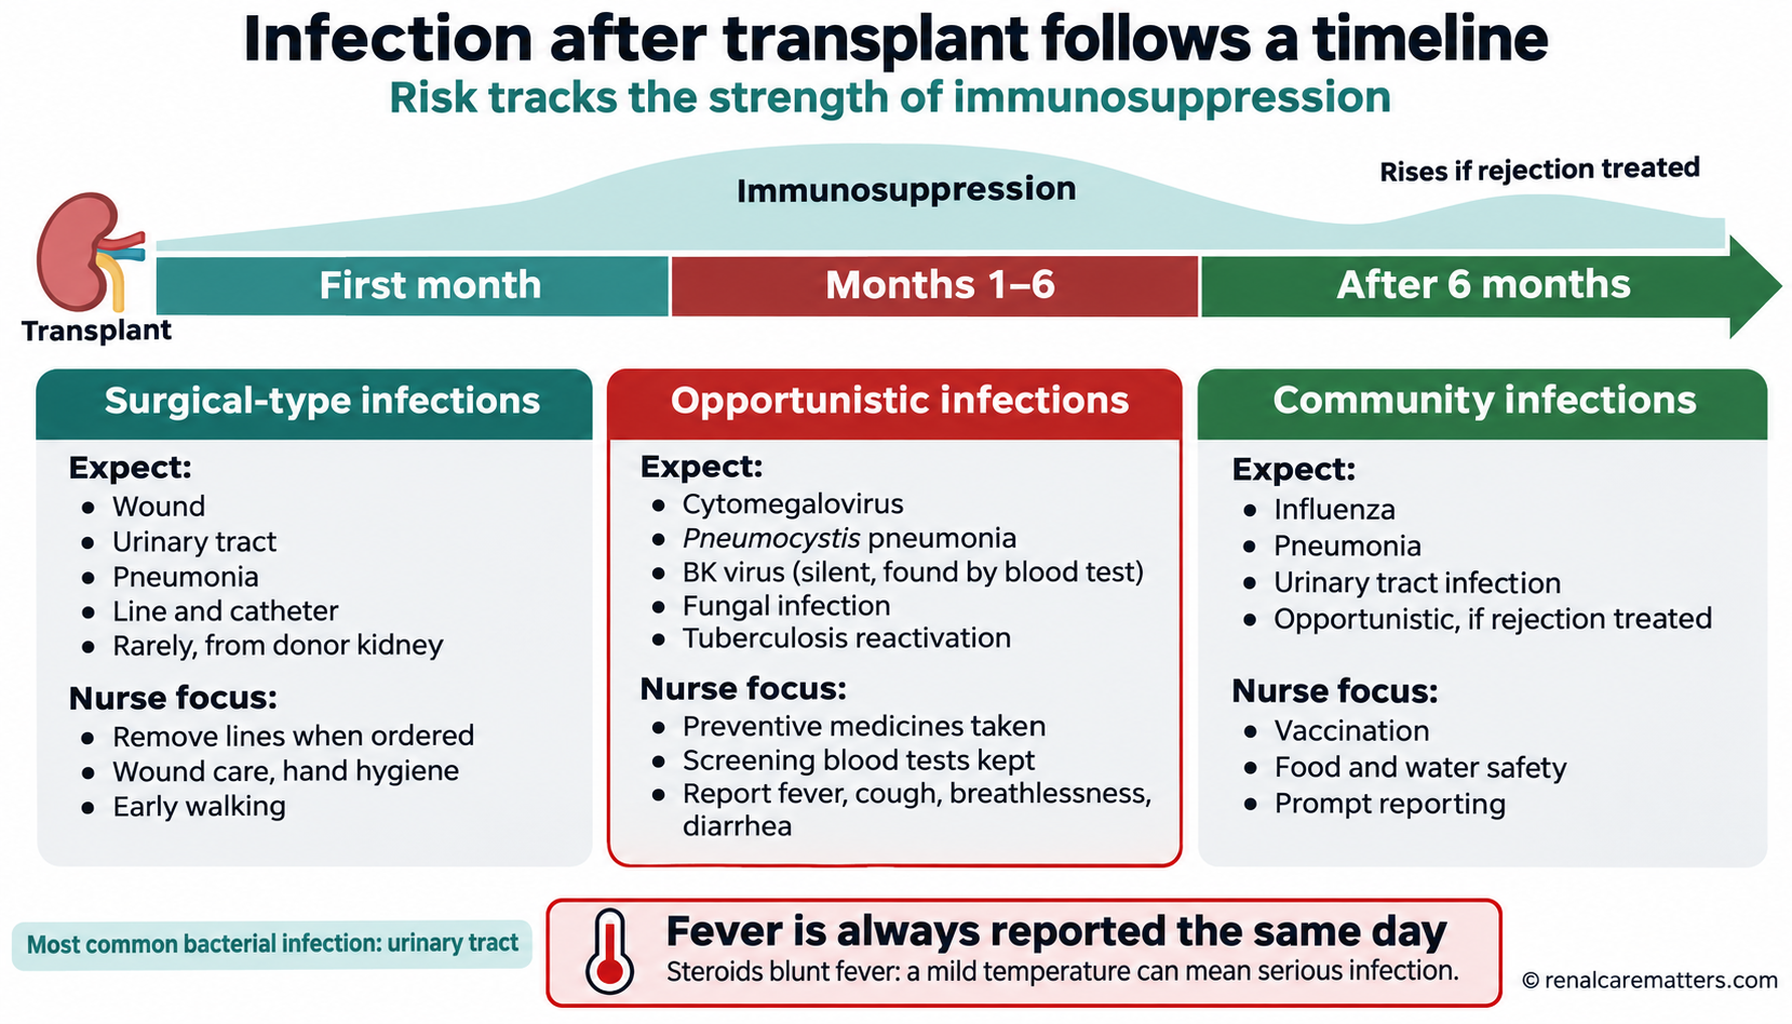 Infection after transplant follows a timeline
Risk tracks the strength of immunosuppression
Immunosuppression
Rises if rejection treated
Transplant
First month
Months 1–6
After 6 months
Surgical-type infections
Expect:
• Wound
• Urinary tract
• Pneumonia
• Line and catheter
• Rarely, from donor kidney
Nurse focus:
• Remove lines when ordered
• Wound care, hand hygiene
• Early walking
Opportunistic infections
Expect:
• Cytomegalovirus
• Pneumocystis pneumonia
• BK virus (silent, found by blood test)
• Fungal infection
• Tuberculosis reactivation
Nurse focus:
• Preventive medicines taken
• Screening blood tests kept
• Report fever, cough, breathlessness,
diarrhea
Community infections
Expect:
• Influenza
• Pneumonia
• Urinary tract infection
• Opportunistic, if rejection treated
Nurse focus:
• Vaccination
• Food and water safety
• Prompt reporting
Most common bacterial infection: urinary tract
Fever is always reported the same day
Steroids blunt fever: a mild temperature can mean serious infection.
© renalcarematters.com